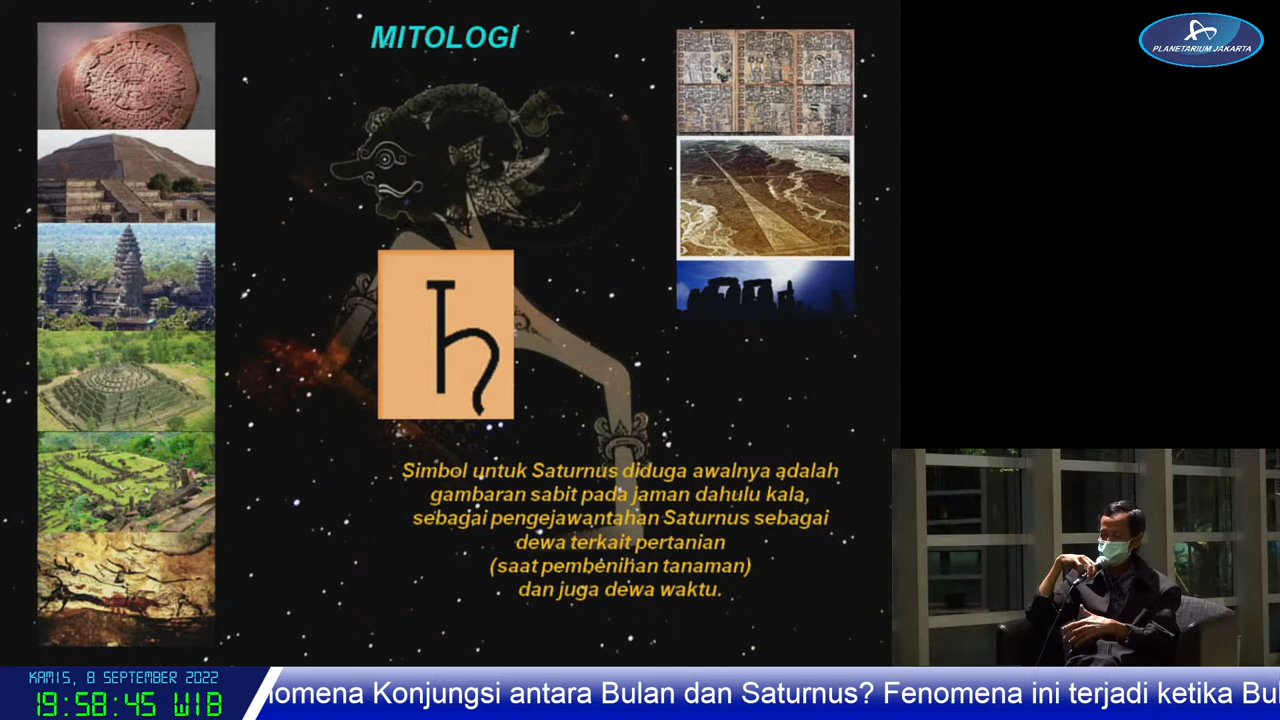 MITOLOGI
PLANETARIUM JAKARTA
Simbol untuk Saturnus diduga awalnya adalah
gambaran sabit pada jaman dahulu kala,
sebagai pengejawantahan Saturnus sebagai
dewa terkait pertanian
(saat pembenihan tanaman)
dan juga dewa waktu.
KAMIS, 8 SEPTEMBER 2022
19:58:45 WIB
nomena Konjungsi antara Bulan dan Saturnus? Fenomena ini terjadi ketika Bul